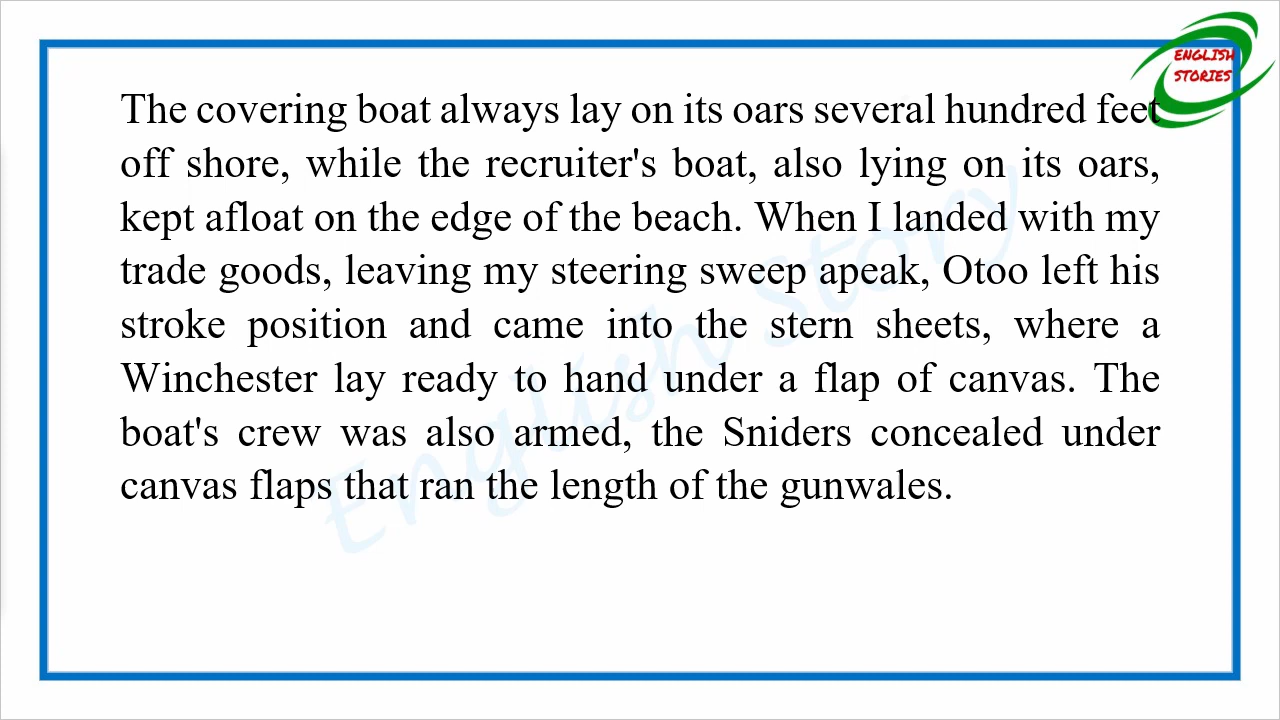 ENGLISH
STORIES
The covering boat always lay on its oars several hundred feet
off shore, while the recruiter's boat, also lying on its oars,
kept afloat on the edge of the beach. When I landed with my
trade goods, leaving my steering sweep apeak, Otoo left his
stroke position and came into the stern sheets, where a
Winchester lay ready to hand under a flap of canvas. The
boat's crew was also armed, the Sniders concealed under
canvas flaps that ran the length of the gunwales.
English Story